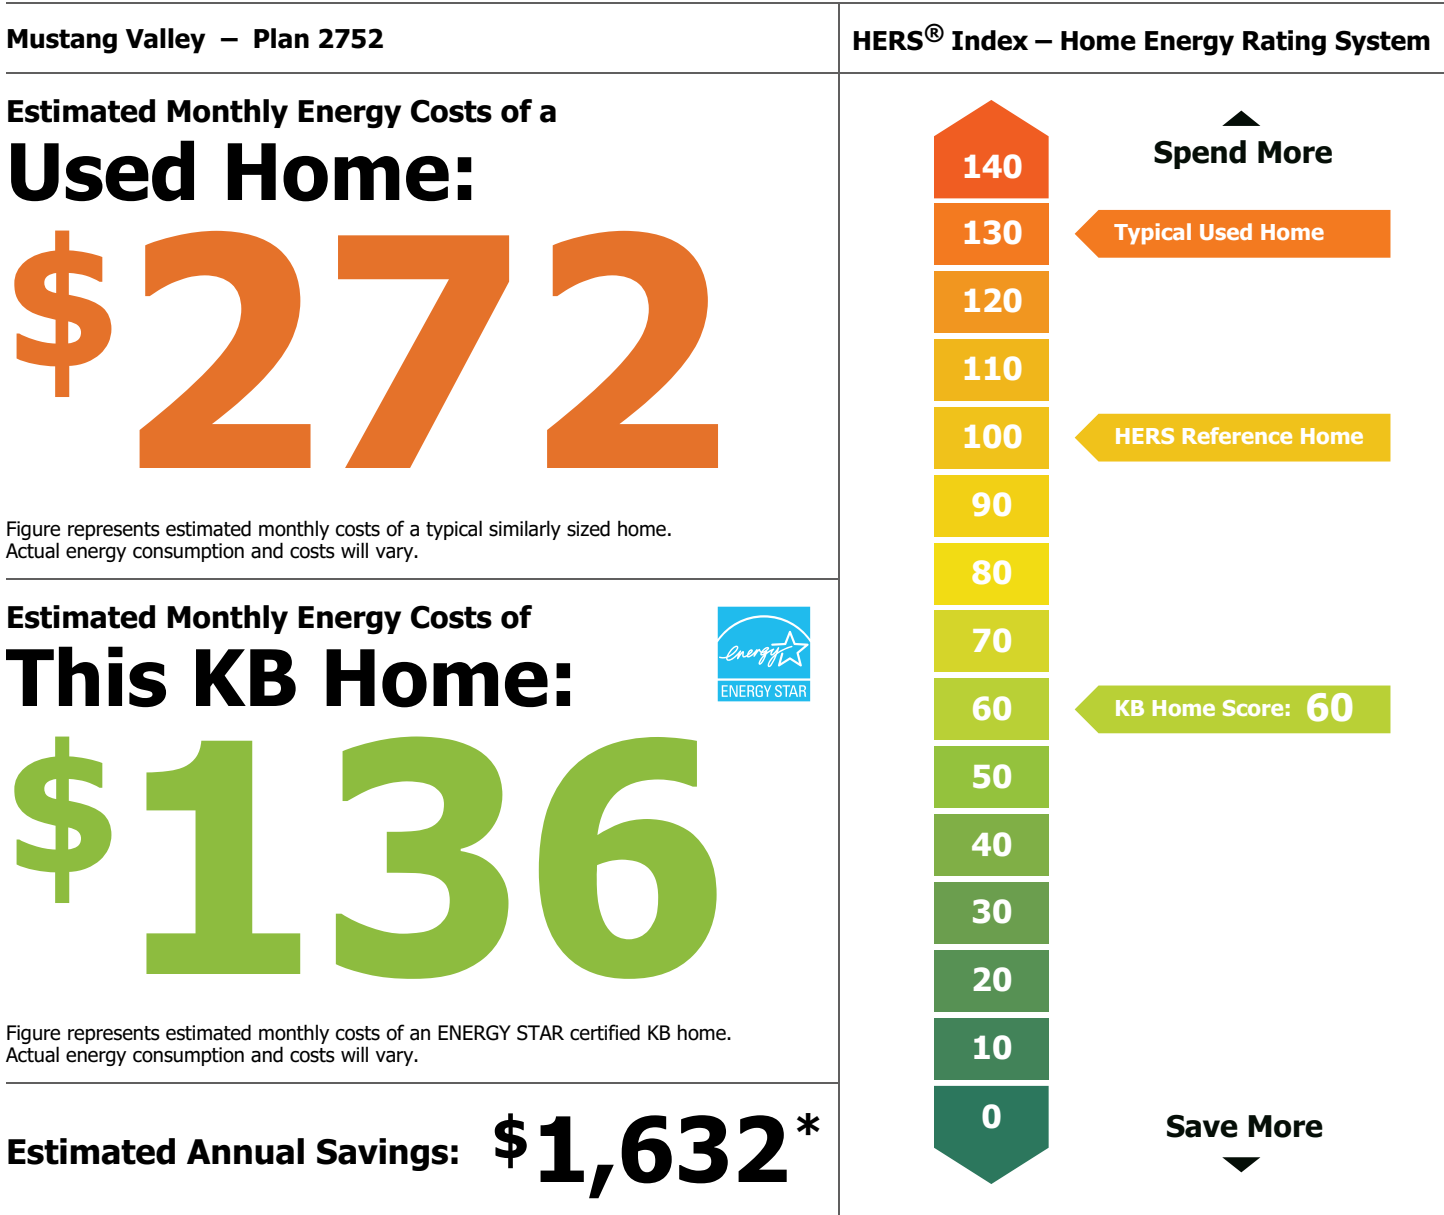 Mustang Valley – Plan 2752
Estimated Monthly Energy Costs of a
Used Home:
$272
Figure represents estimated monthly costs of a typical similarly sized home.
Actual energy consumption and costs will vary.
Estimated Monthly Energy Costs of
This KB Home:
energy
ENERGY STAR
$136
Figure represents estimated monthly costs of an ENERGY STAR certified KB home.
Actual energy consumption and costs will vary.
Estimated Annual Savings: $1,632*
HERS® Index – Home Energy Rating System
Spend More
140
130 Typical Used Home
120
110
100 HERS Reference Home
90
80
70
60 KB Home Score: 60
50
40
30
20
10
0
Save More